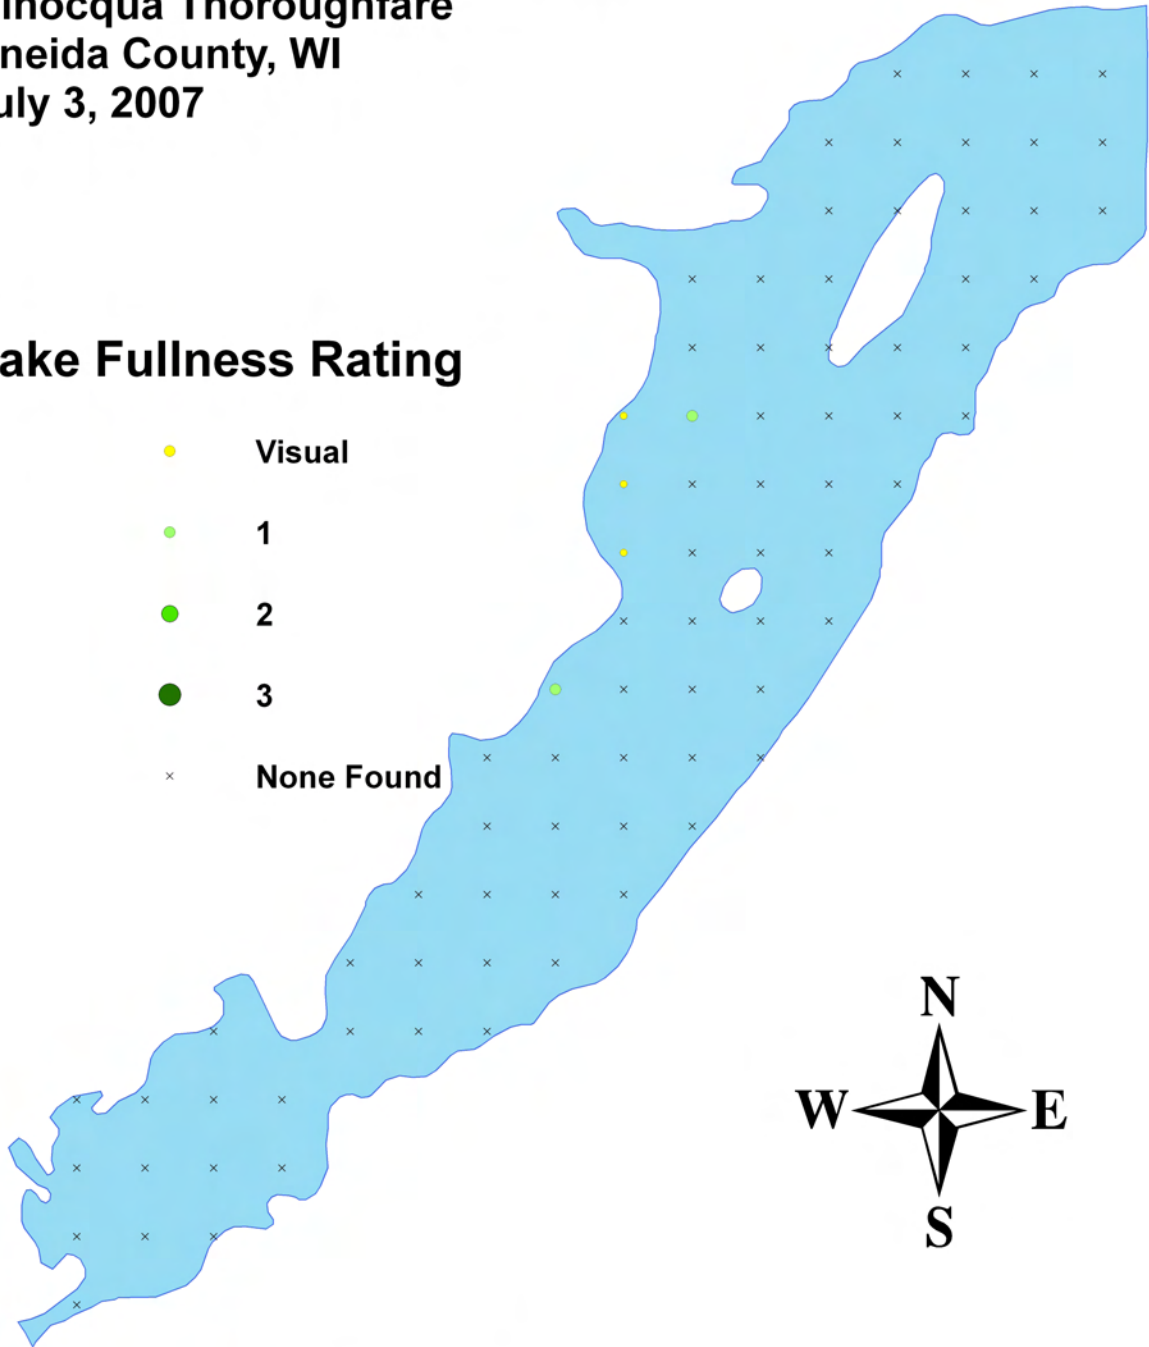 inocqua Thoroughfare
neida County, WI
uly 3, 2007
ake Fullness Rating
Visual
1
2
3
None Found
N
W E
S